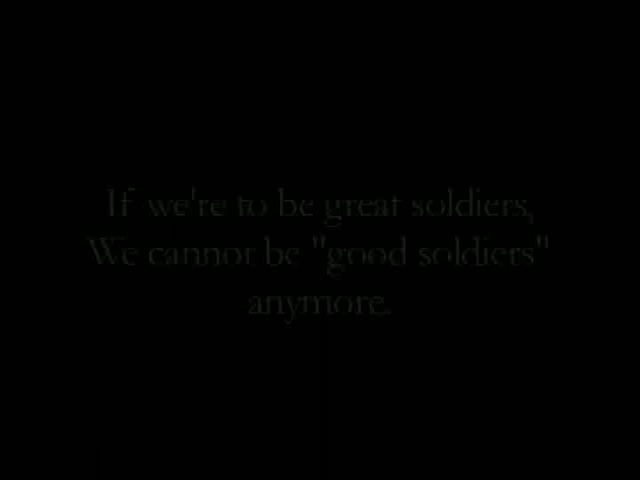 If we're to be great soldiers,
We cannot be "good soldiers"
anymore.